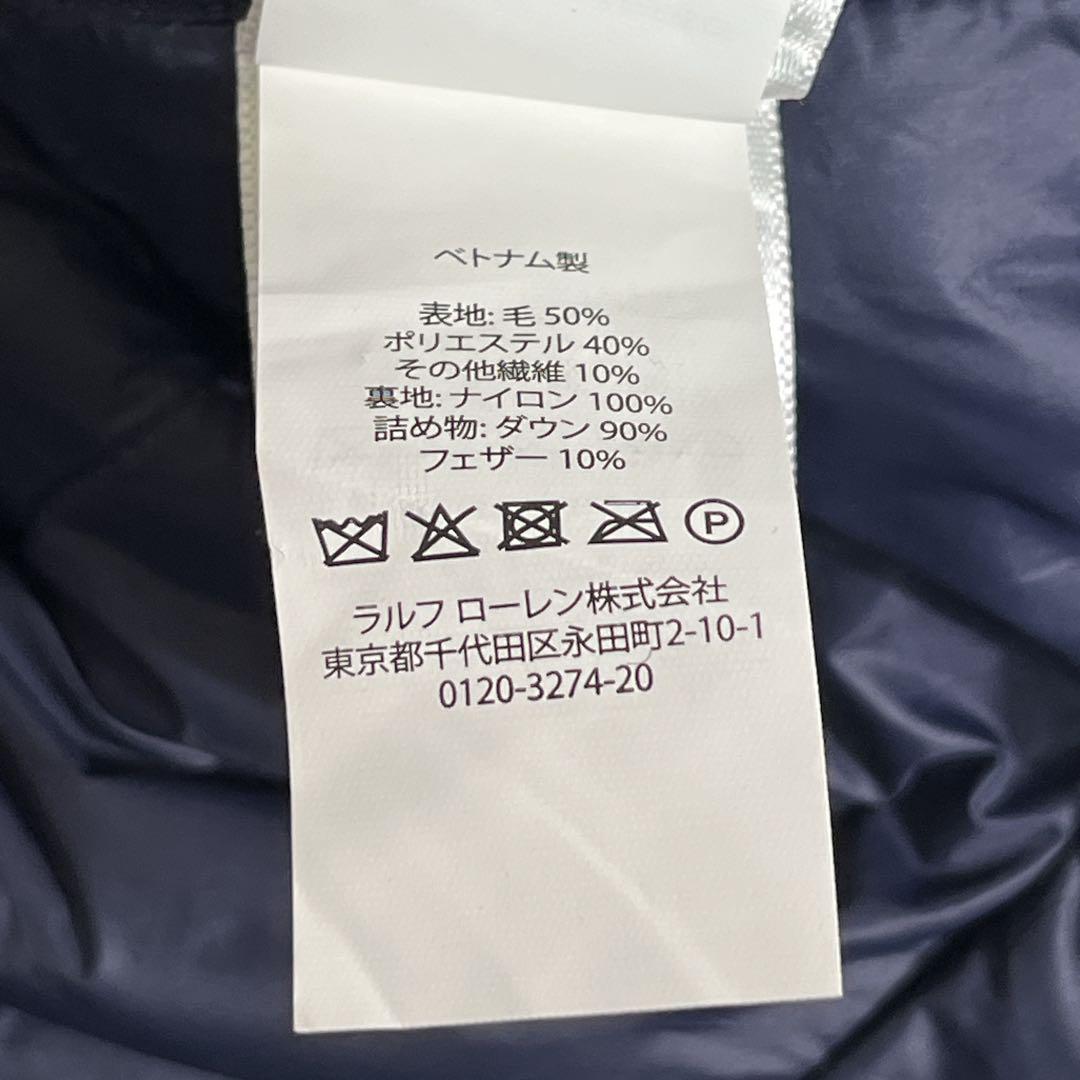 ベトナム製
表地: 毛 50%
ポリエステル 40%
その他繊維 10%
裏地: ナイロン 100%
詰め物: ダウン 90%
フェザー 10%
P
ラルフ ローレン株式会社
東京都千代田区永田町2-10-1
0120-3274-20